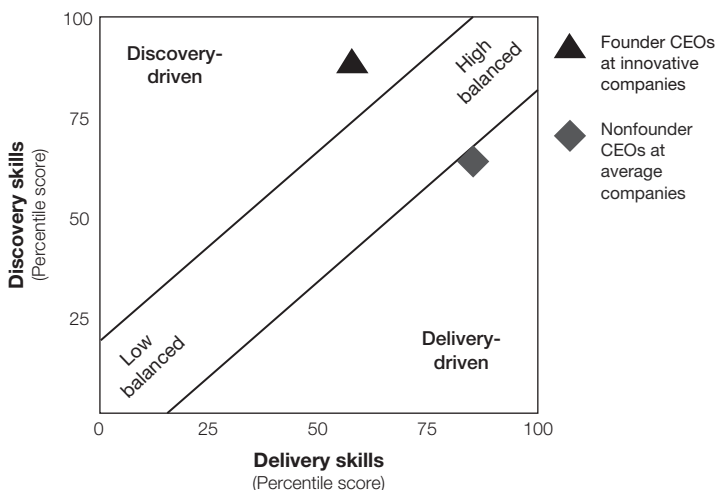 100
75
50
25
Discovery skills
(Percentile score)
Discovery-
driven
High
balanced
Low
balanced
Delivery-
driven
0 25 50 75 100
Delivery skills
(Percentile score)
Founder CEOs
at innovative
companies
Nonfounder
CEOs at
average
companies